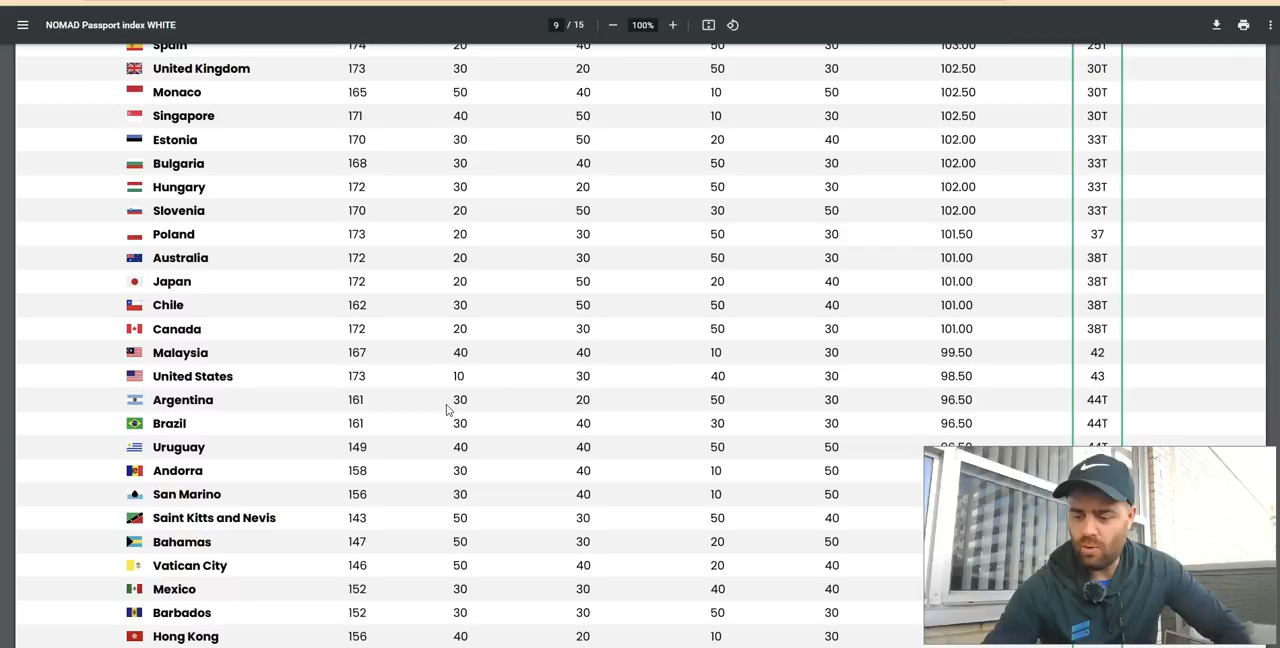 NOMAD Passport index WHITE 9 / 15 100%
Spain 174 20 40 50 30 103.00 25T
United Kingdom 173 30 20 50 30 102.50 30T
Monaco 165 50 40 10 50 102.50 30T
Singapore 171 40 50 10 30 102.50 30T
Estonia 170 30 50 20 40 102.00 33T
Bulgaria 168 30 40 50 30 102.00 33T
Hungary 172 30 20 50 30 102.00 33T
Slovenia 170 20 50 30 50 102.00 33T
Poland 173 20 30 50 30 101.50 37
Australia 172 20 30 50 30 101.00 38T
Japan 172 20 50 20 40 101.00 38T
Chile 162 30 50 50 40 101.00 38T
Canada 172 20 30 50 30 101.00 38T
Malaysia 167 40 40 10 30 99.50 42
United States 173 10 30 40 30 98.50 43
Argentina 161 30 20 50 30 96.50 44T
Brazil 161 30 40 30 30 96.50 44T
Uruguay 149 40 40 50 50 96.50 44T
Andorra 158 30 40 10 50
San Marino 156 30 40 10 50
Saint Kitts and Nevis 143 50 30 50 40
Bahamas 147 50 30 20 50
Vatican City 146 50 40 20 40
Mexico 152 30 30 40 40
Barbados 152 30 30 50 30
Hong Kong 156 40 20 10 30